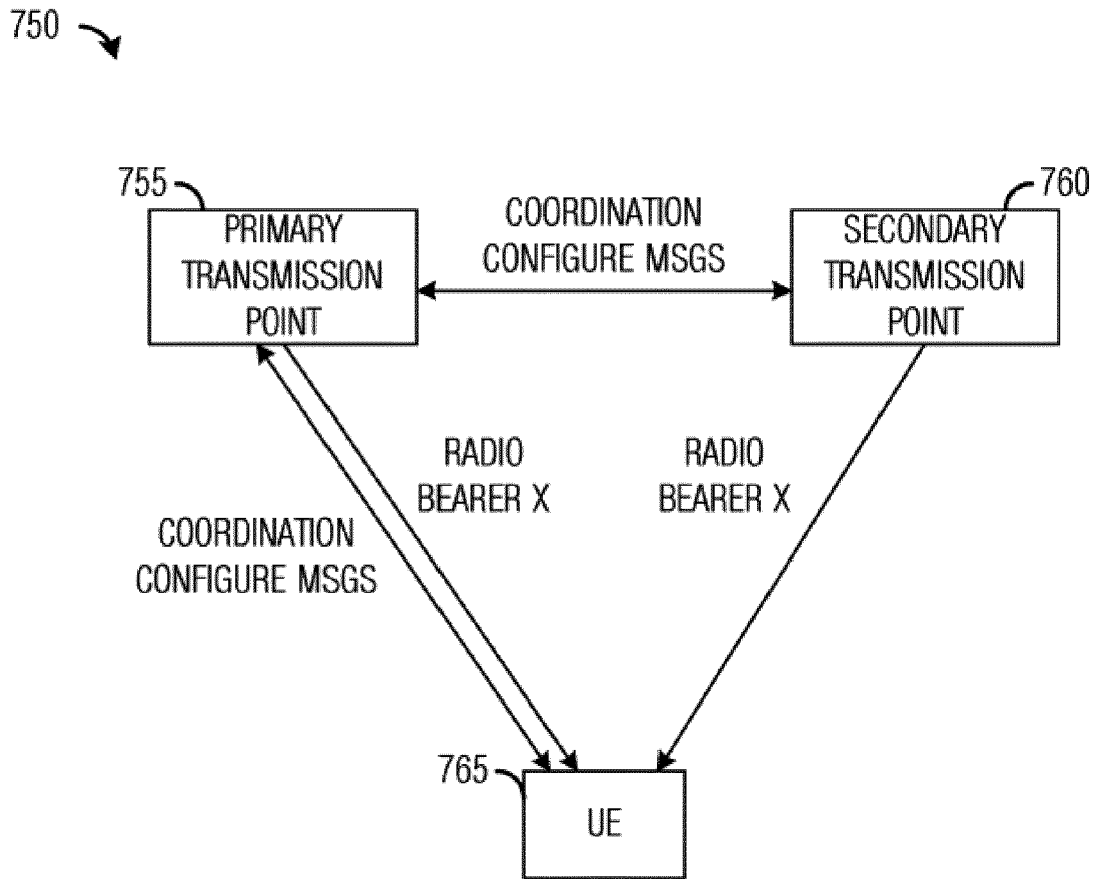 750
755
PRIMARY
TRANSMISSION
POINT
COORDINATION
CONFIGURE MSGS
760
SECONDARY
TRANSMISSION
POINT
RADIO
BEARER X
RADIO
BEARER X
COORDINATION
CONFIGURE MSGS
765
UE